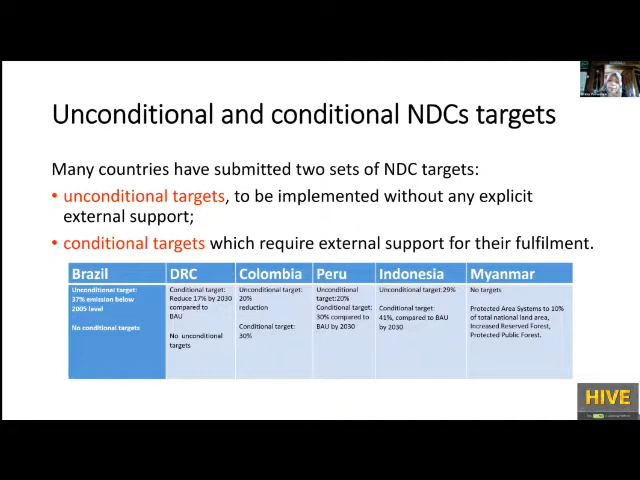 Unconditional and conditional NDCs targets
Many countries have submitted two sets of NDC targets:
• unconditional targets, to be implemented without any explicit
external support;
• conditional targets which require external support for their fulfilment.
Brazil
Unconditional target:
37% emission below
2005 level
No conditional targets
DRC
Conditional target:
Reduce 17% by 2030
compared to
BAU
No unconditional
targets
Colombia
Unconditional target:
20%
reduction
Conditional target:
30%
Peru
Unconditional
target:20%
Conditional target:
30% compared to
BAU by 2030
Indonesia
Unconditional target:29%
Conditional target:
41%, compared to BAU
by 2030
Myanmar
No targets
Protected Area Systems to 10%
of total national land area,
Increased Reserved Forest,
Protected Public Forest.
HIVE